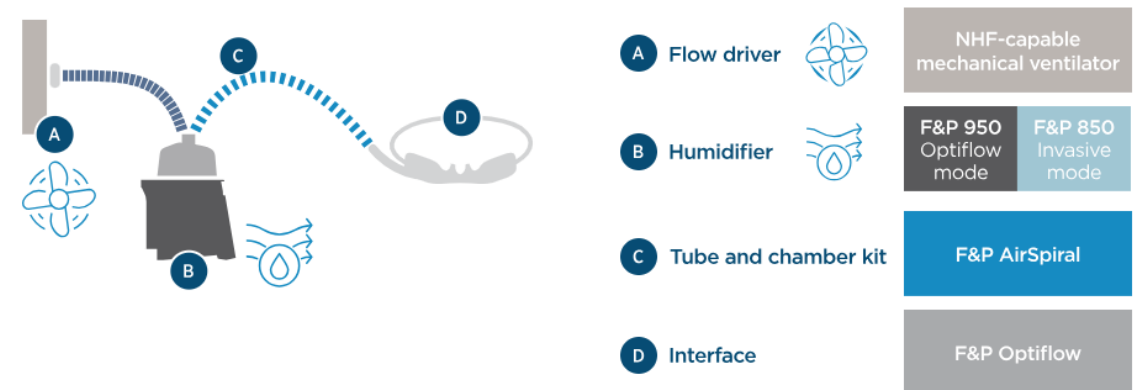 C
D
A
B
A Flow driver
NHF-capable
mechanical ventilator
B Humidifier
F&P 950
Optiflow
mode
F&P 850
Invasive
mode
C Tube and chamber kit
F&P AirSpiral
D Interface
F&P Optiflow